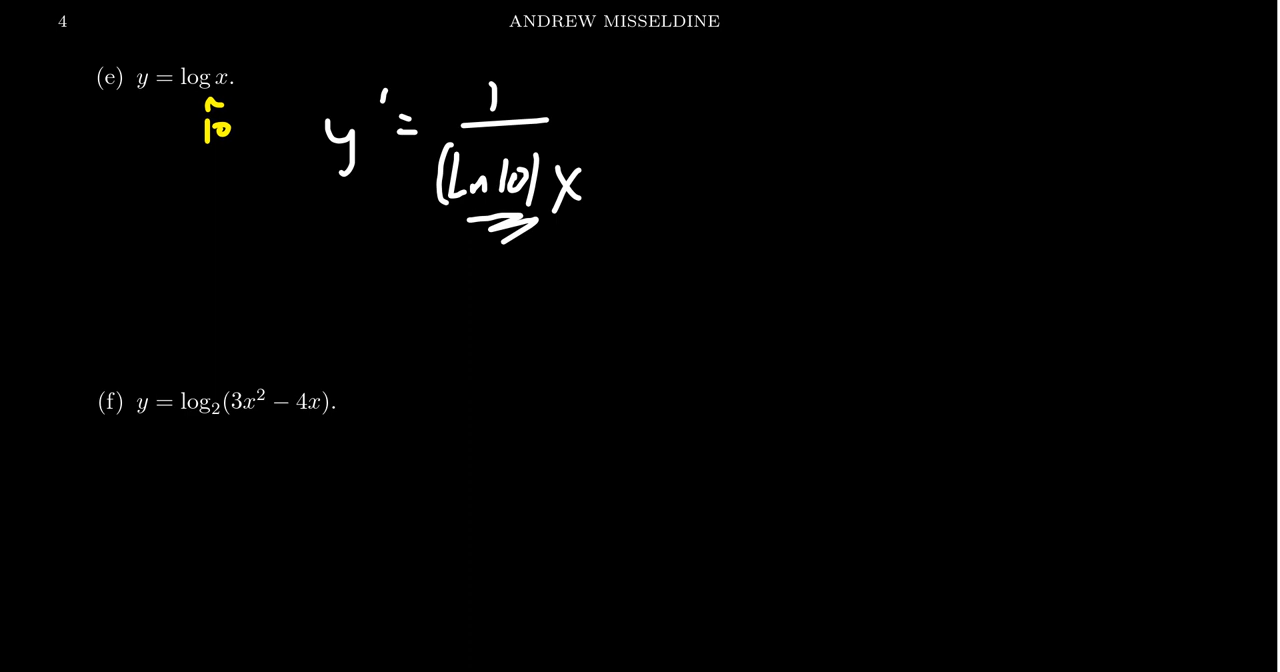 4 ANDREW MISSELDINE
(e) y = log x.
10
y' = 1 / (Ln 10) x
(f) y = log₂(3x² − 4x).